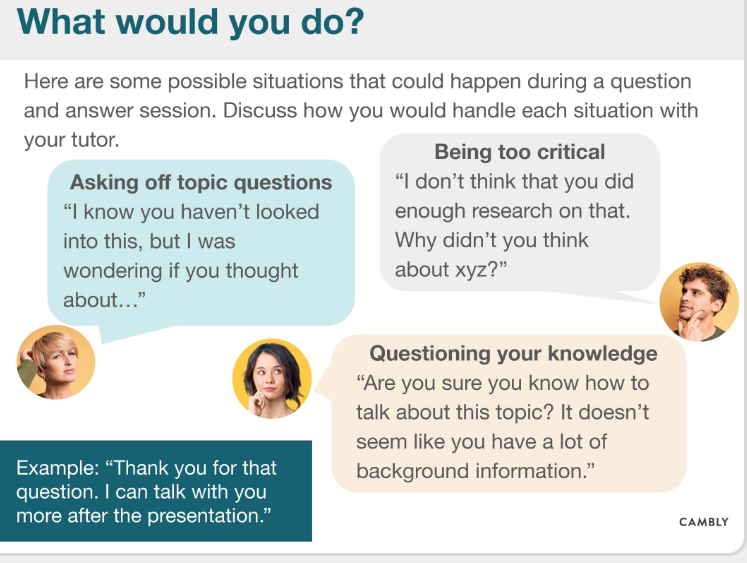 What would you do?
Here are some possible situations that could happen during a question
and answer session. Discuss how you would handle each situation with
your tutor.
Asking off topic questions
“I know you haven’t looked
into this, but I was
wondering if you thought
about…”
Being too critical
“I don’t think that you did
enough research on that.
Why didn’t you think
about xyz?”
Questioning your knowledge
“Are you sure you know how to
talk about this topic? It doesn’t
seem like you have a lot of
background information.”
Example: “Thank you for that
question. I can talk with you
more after the presentation.”
CAMBLY